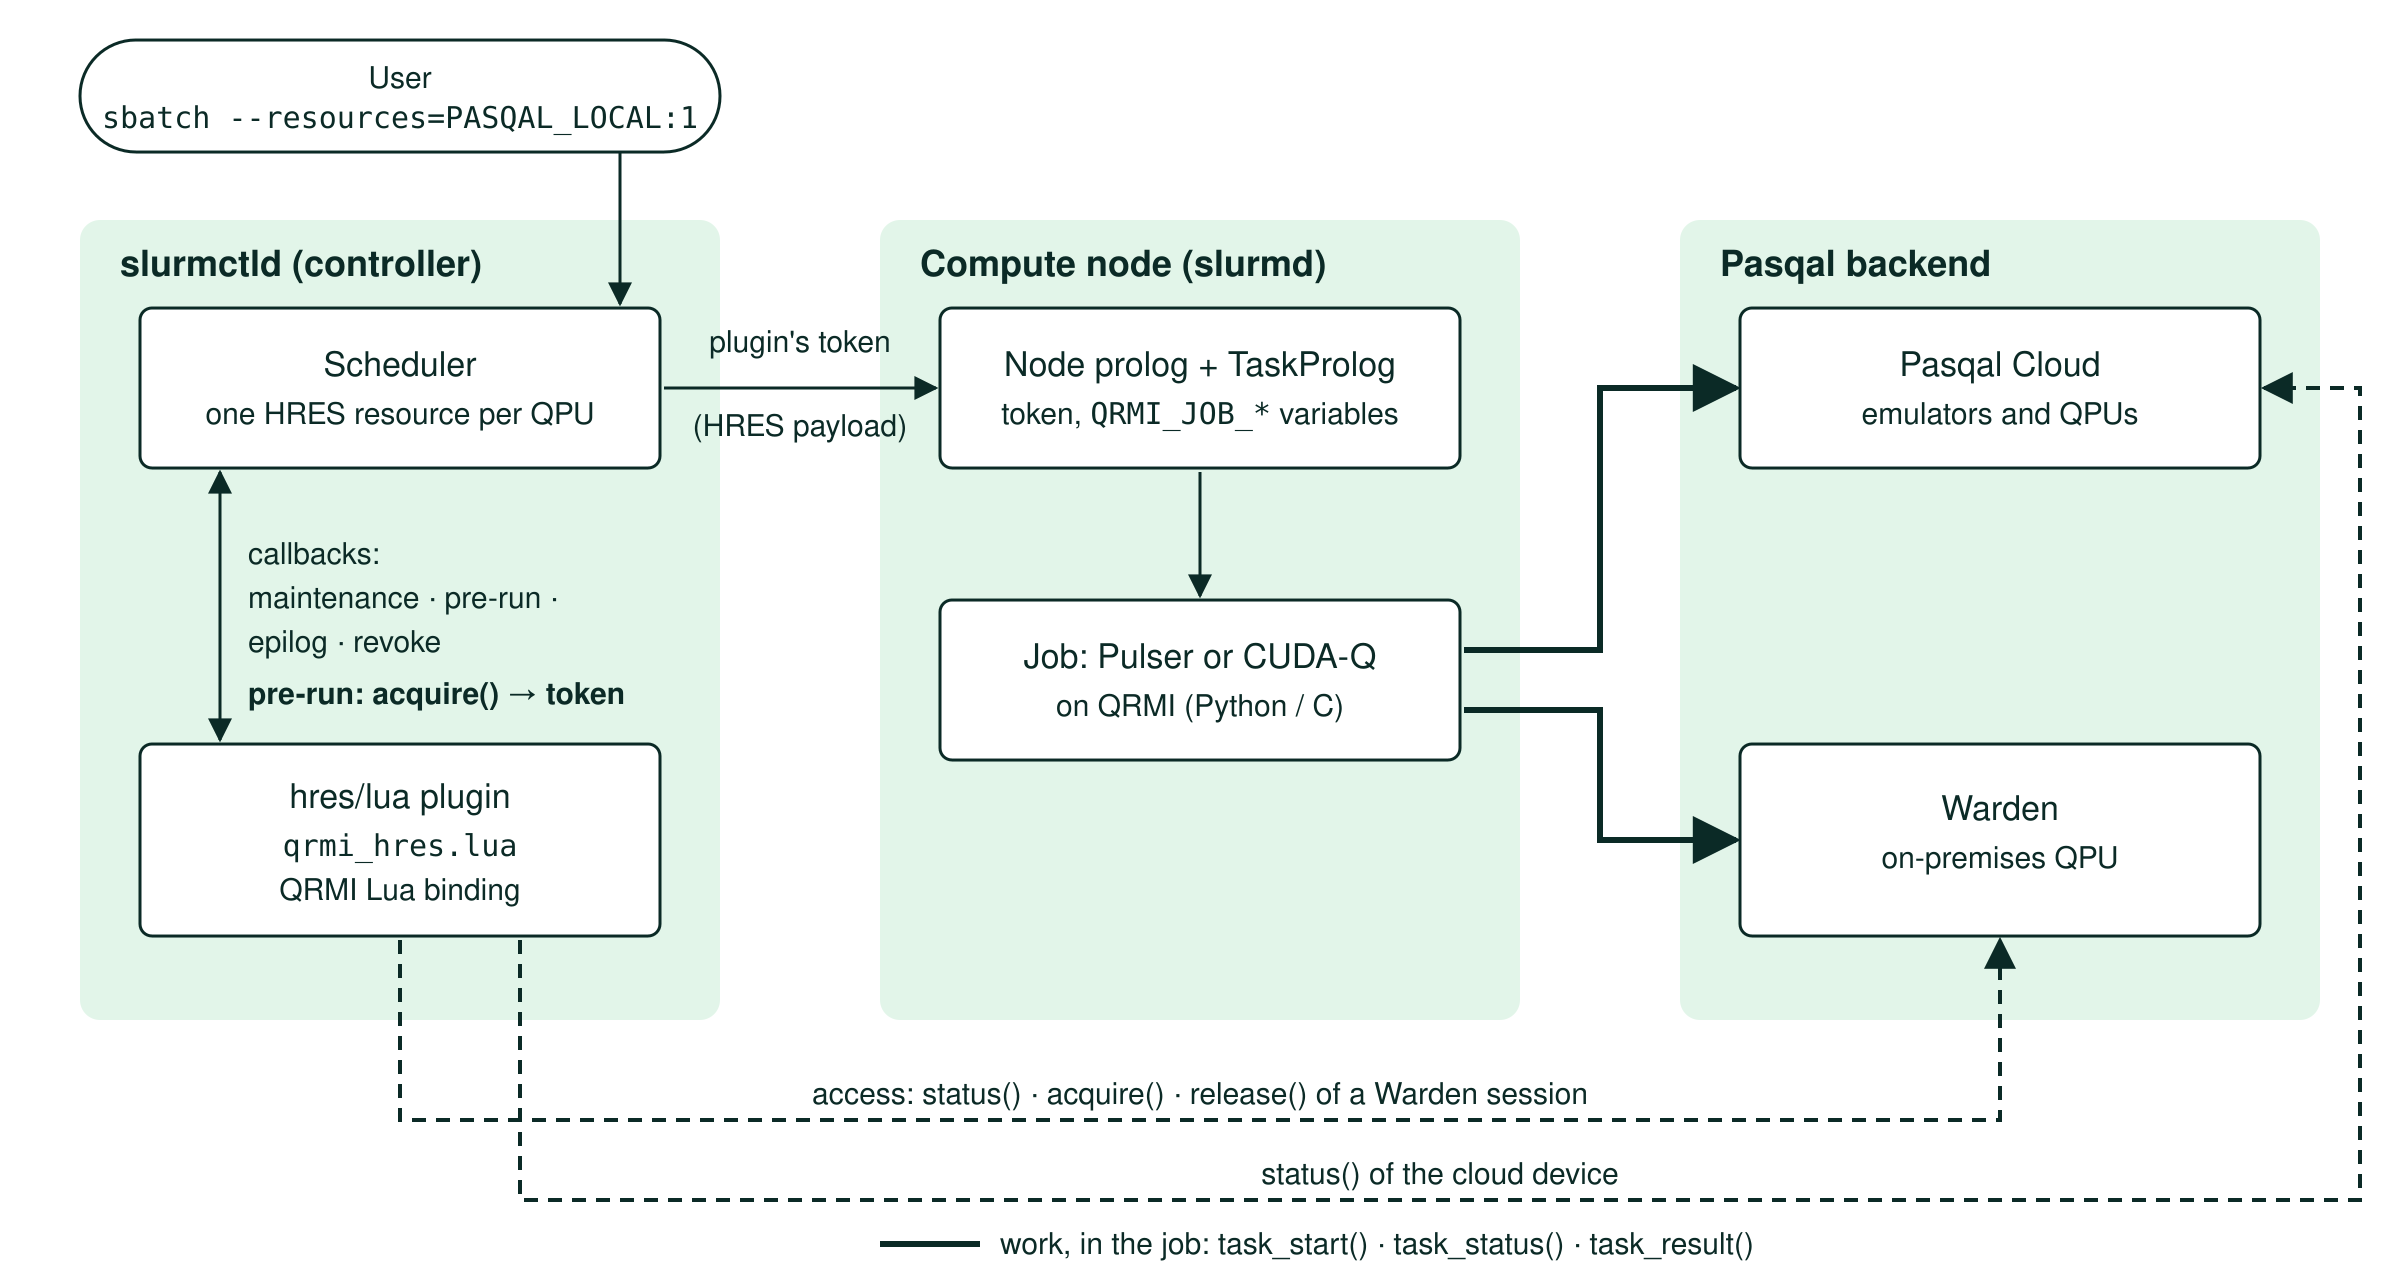 User
sbatch --resources=PASQAL_LOCAL:1
slurmctld (controller)
Scheduler
one HRES resource per QPU
callbacks:
maintenance · pre-run ·
epilog · revoke
pre-run: acquire() → token
hres/lua plugin
qrmi_hres.lua
QRMI Lua binding
plugin's token
(HRES payload)
Compute node (slurmd)
Node prolog + TaskProlog
token, QRMI_JOB_* variables
Job: Pulser or CUDA-Q
on QRMI (Python / C)
Pasqal backend
Pasqal Cloud
emulators and QPUs
Warden
on-premises QPU
access: status() · acquire() · release() of a Warden session
status() of the cloud device
work, in the job: task_start() · task_status() · task_result()